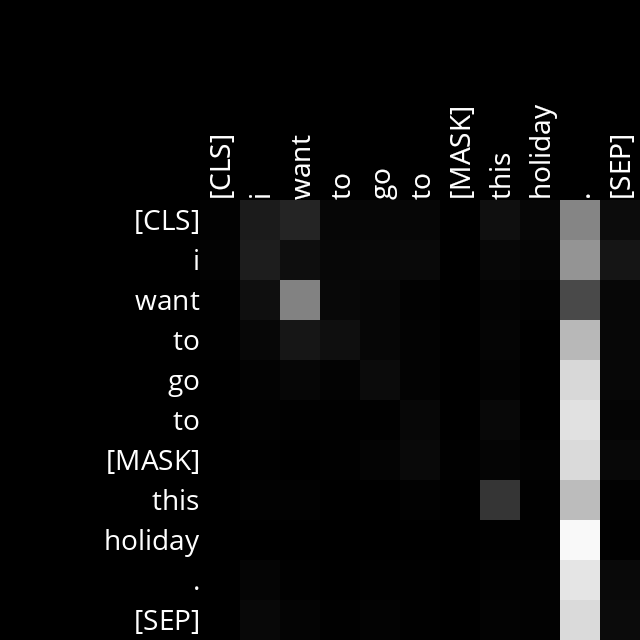 [CLS]
i
want
to
go
to
[MASK]
this
holiday
.
[SEP]
[CLS]
i
want
to
go
to
[MASK]
this
holiday
.
[SEP]